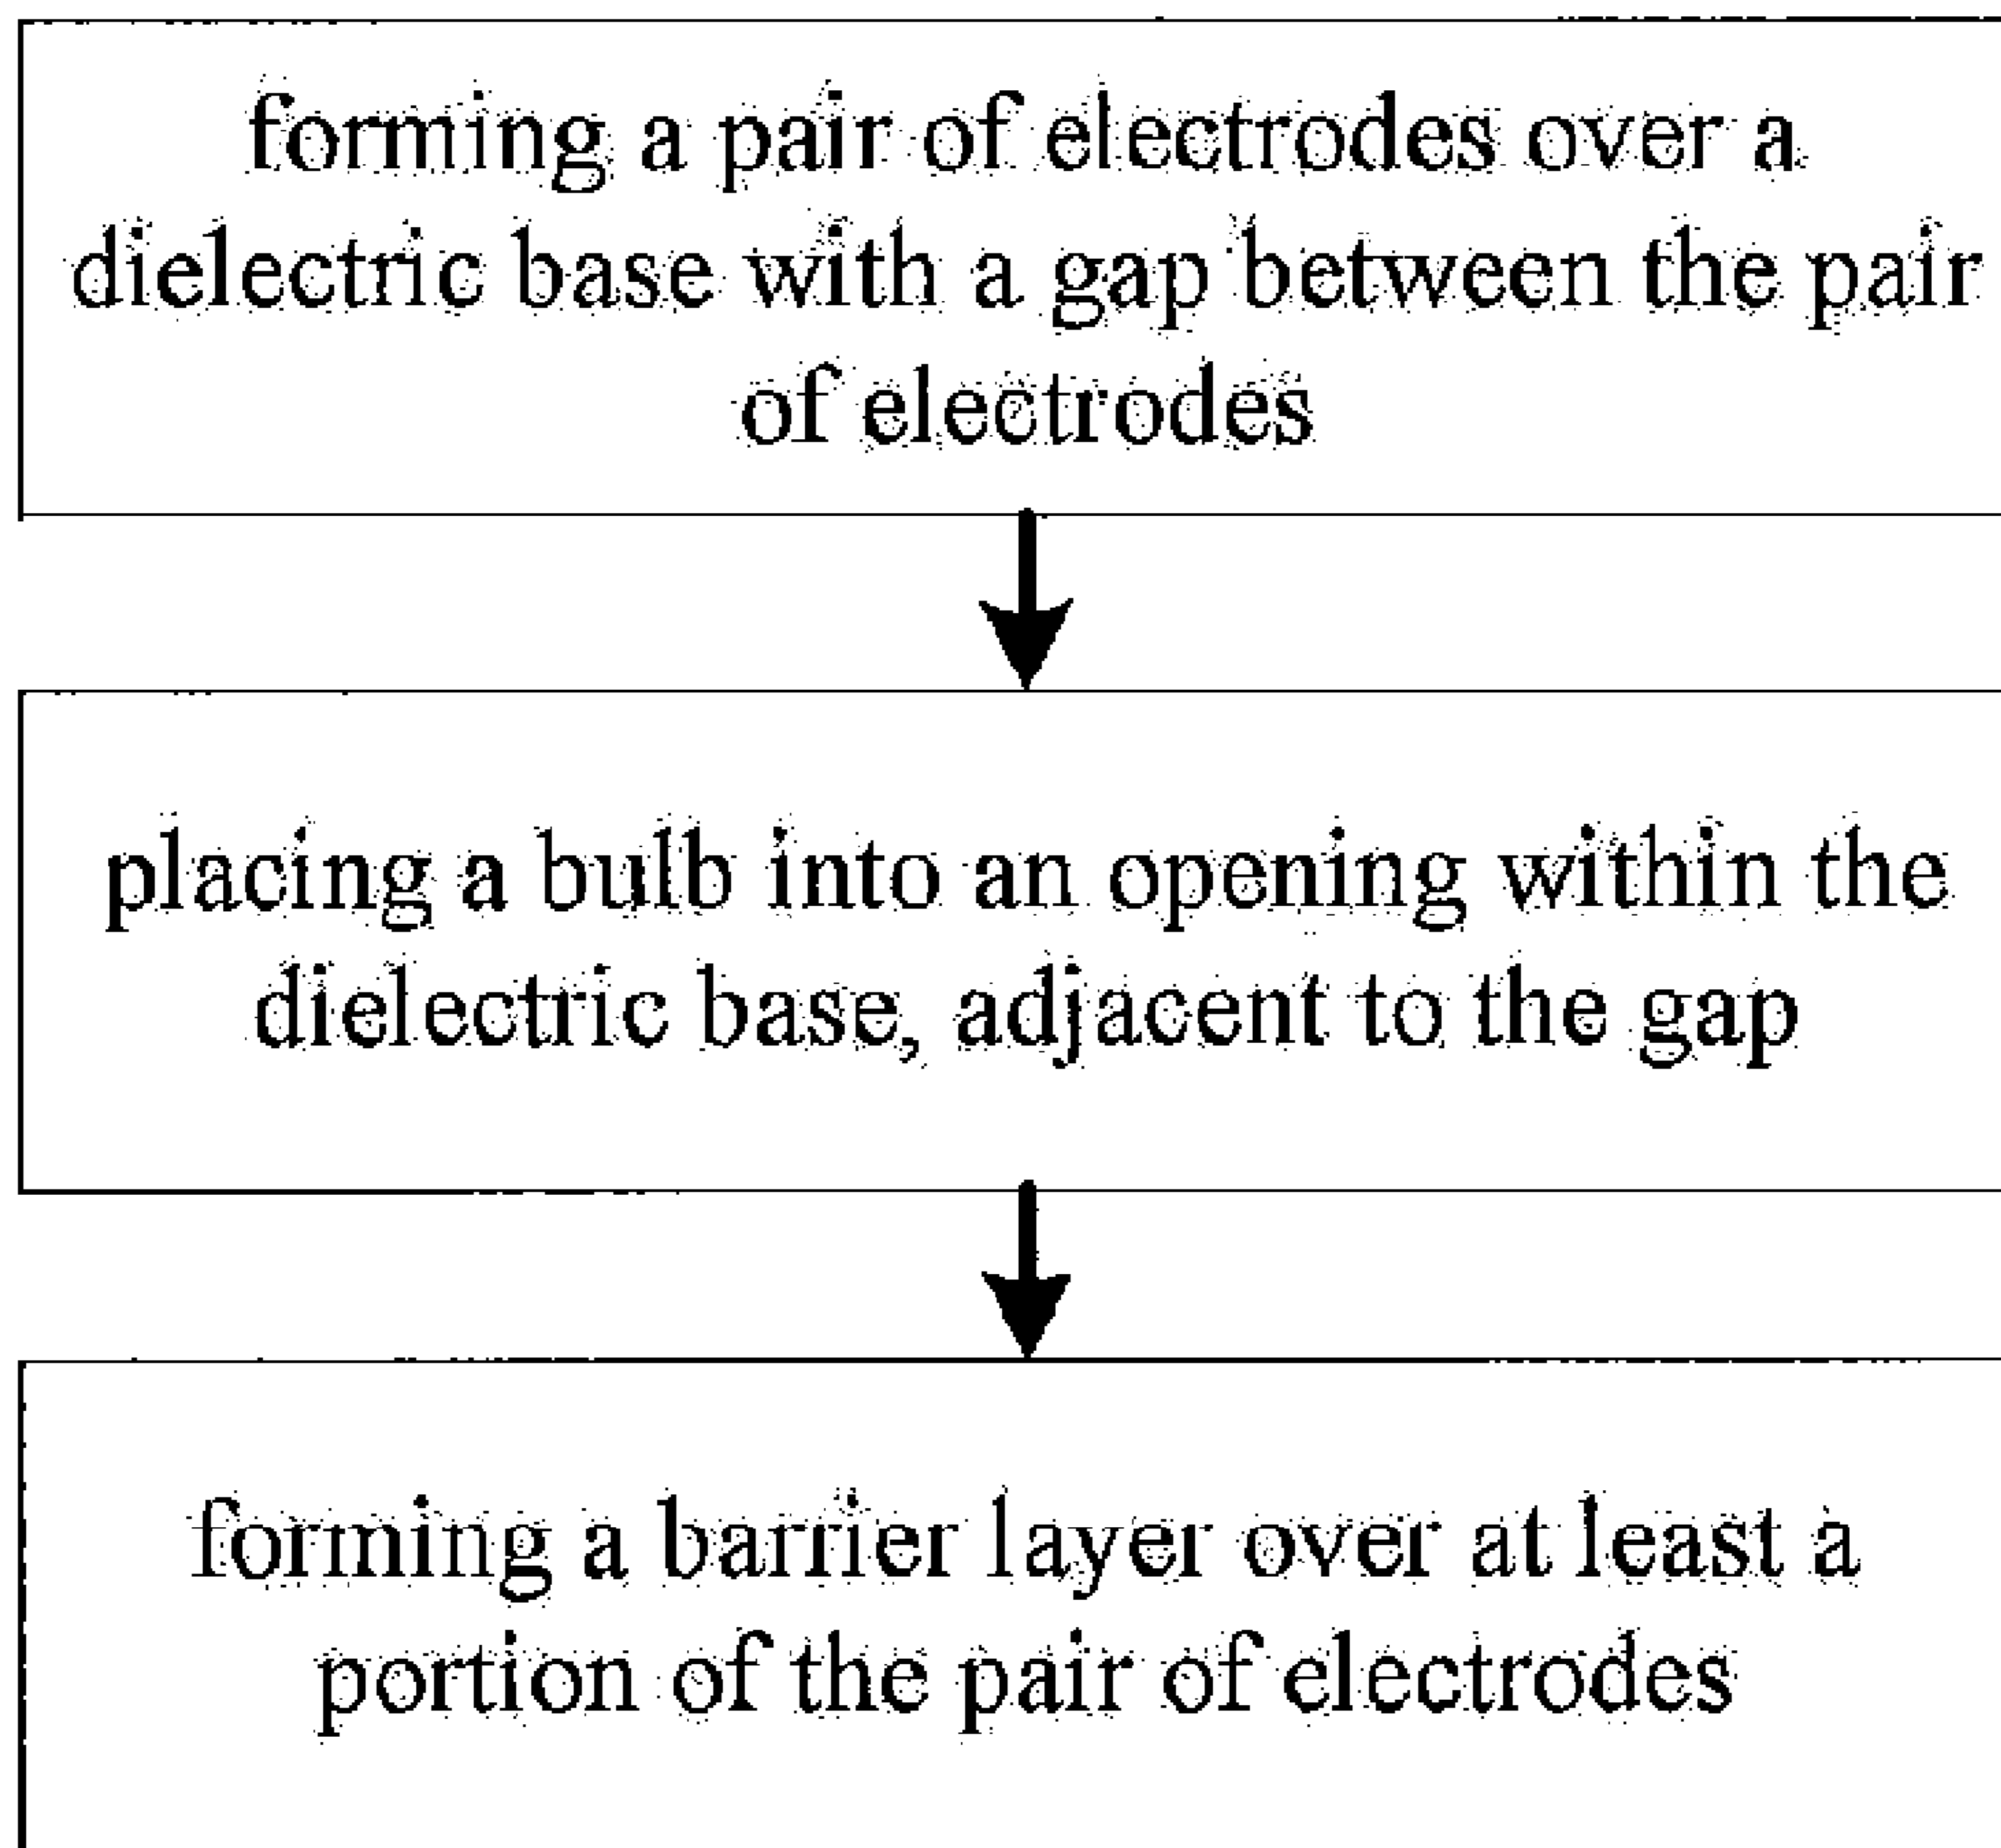 forming a pair of electrodes over a
dielectric base with a gap between the pair
of electrodes
placing a bulb into an opening within the
dielectric base, adjacent to the gap
forming a barrier layer over at least a
portion of the pair of electrodes